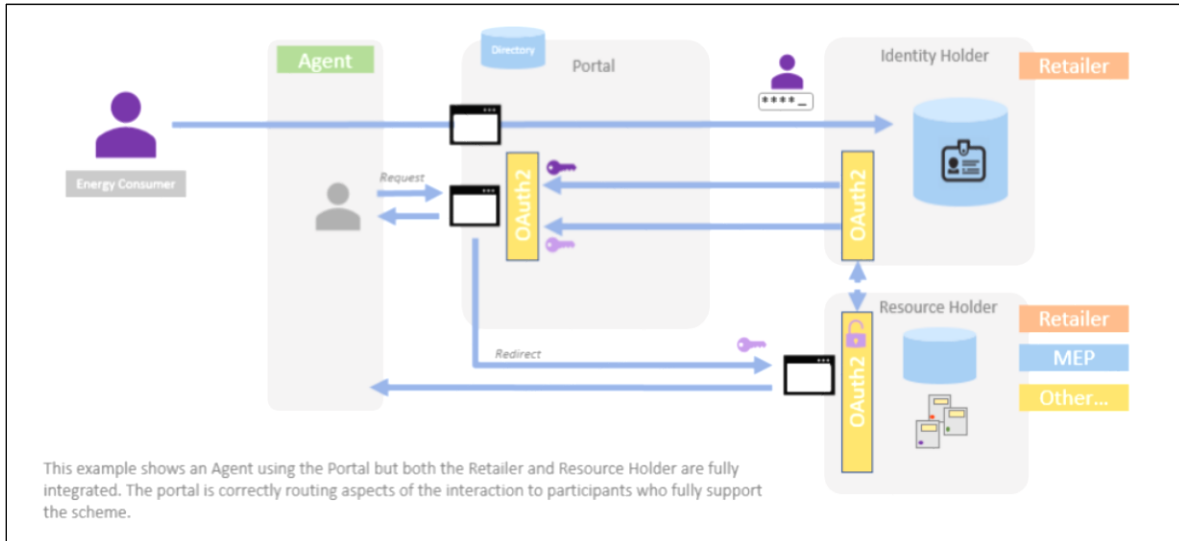 Agent
Directory
Portal
Identity Holder
Retailer
****_
Energy Consumer
Request
OAuth2
OAuth2
Resource Holder
Retailer
MEP
Other...
Redirect
OAuth2
This example shows an Agent using the Portal but both the Retailer and Resource Holder are fully
integrated. The portal is correctly routing aspects of the interaction to participants who fully support
the scheme.